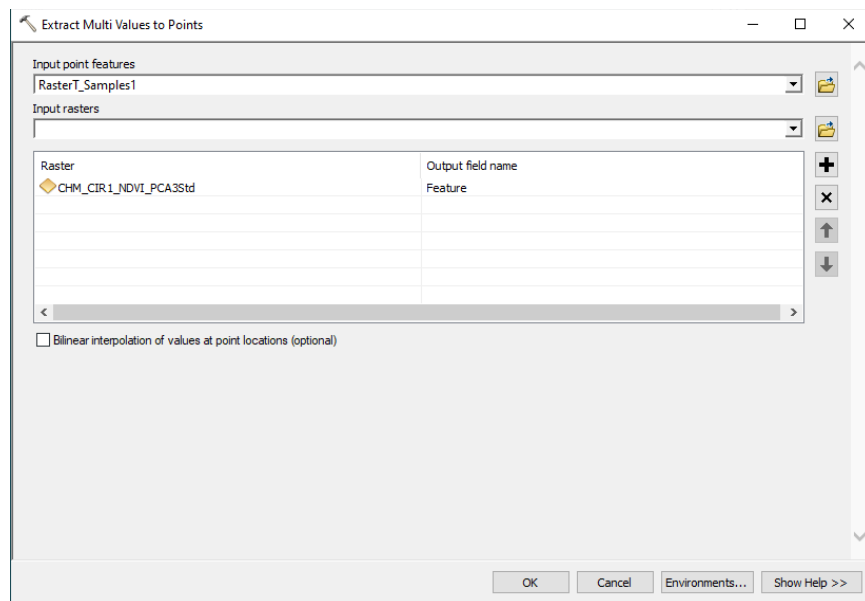 Extract Multi Values to Points
Input point features
RasterT_Samples1
Input rasters
Raster Output field name
CHM_CIR1_NDVI_PCA3Std Feature
Bilinear interpolation of values at point locations (optional)
OK Cancel Environments... Show Help >>